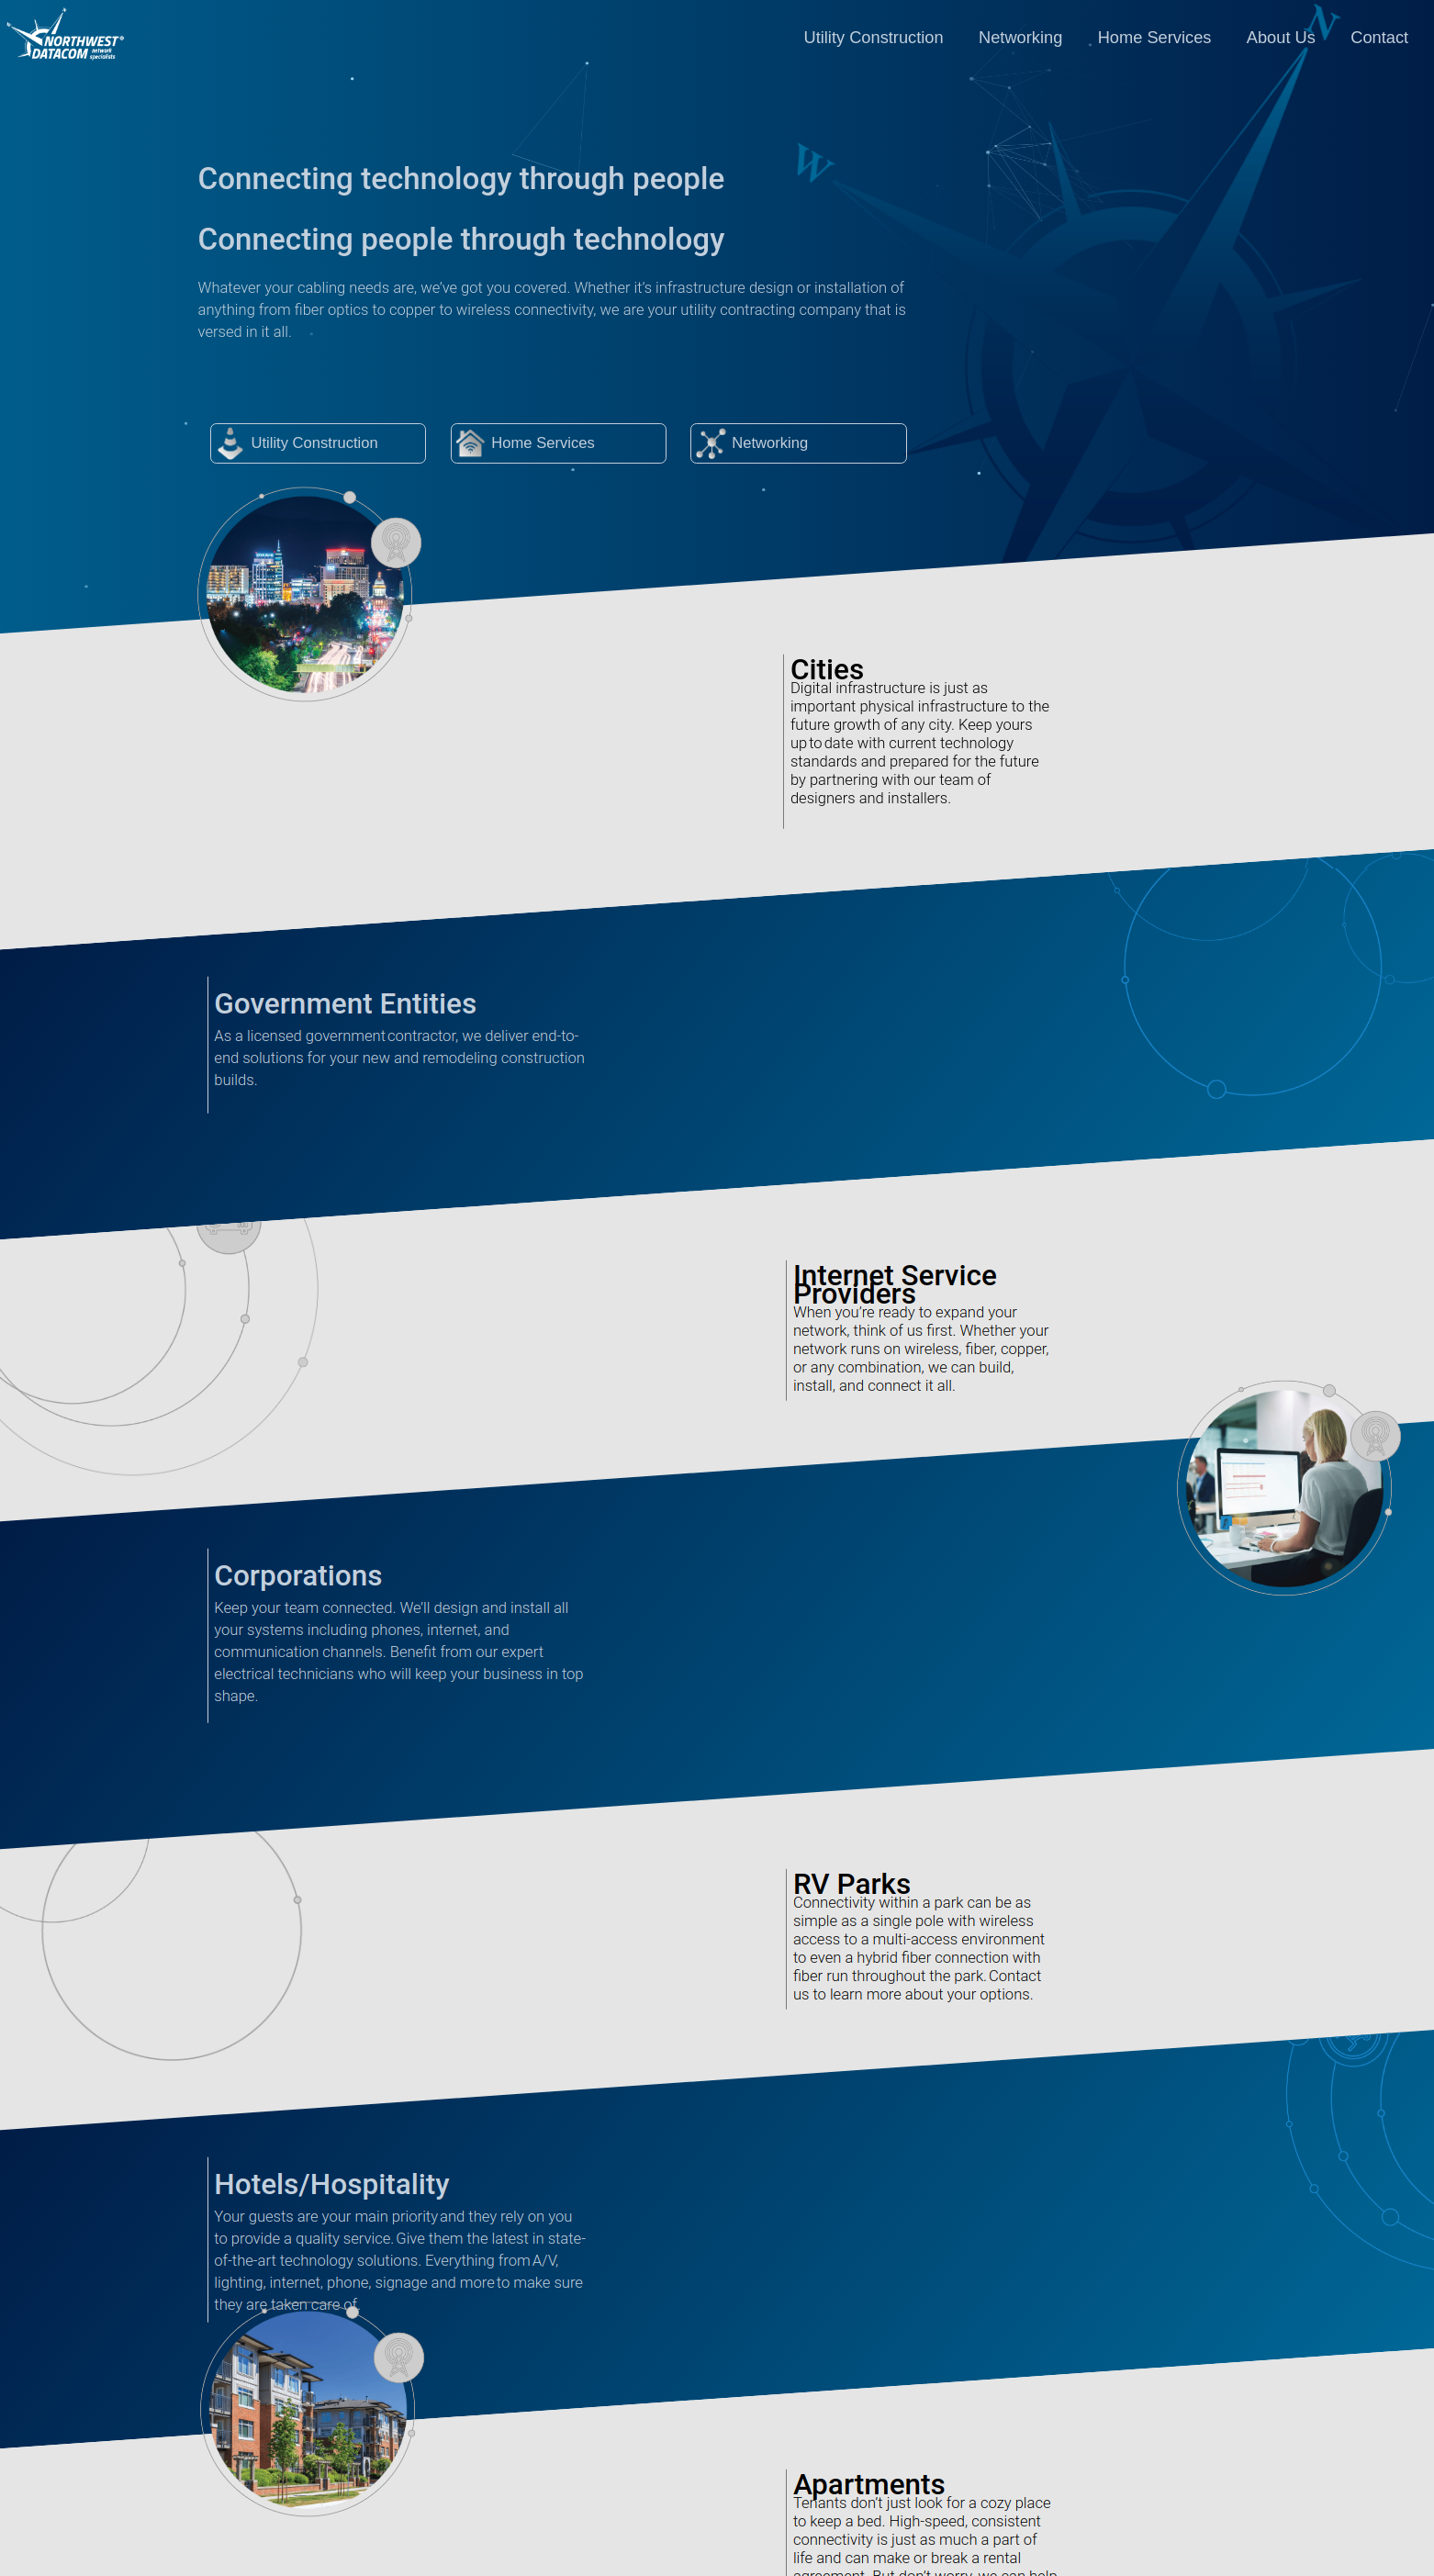 NORTHWEST
DATACOM network
specialists
Utility Construction Networking Home Services About Us Contact
N
W
Connecting technology through people
Connecting people through technology
Whatever your cabling needs are, we’ve got you covered. Whether it’s infrastructure design or installation of
anything from fiber optics to copper to wireless connectivity, we are your utility contracting company that is
versed in it all.
Utility Construction Home Services Networking
Cities
Digital infrastructure is just as
important physical infrastructure to the
future growth of any city. Keep yours
up to date with current technology
standards and prepared for the future
by partnering with our team of
designers and installers.
Government Entities
As a licensed government contractor, we deliver end-to-
end solutions for your new and remodeling construction
builds.
Internet Service
Providers
When you’re ready to expand your
network, think of us first. Whether your
network runs on wireless, fiber, copper,
or any combination, we can build,
install, and connect it all.
Corporations
Keep your team connected. We’ll design and install all
your systems including phones, internet, and
communication channels. Benefit from our expert
electrical technicians who will keep your business in top
shape.
RV Parks
Connectivity within a park can be as
simple as a single pole with wireless
access to a multi-access environment
to even a hybrid fiber connection with
fiber run throughout the park. Contact
us to learn more about your options.
Hotels/Hospitality
Your guests are your main priority and they rely on you
to provide a quality service. Give them the latest in state-
of-the-art technology solutions. Everything from A/V,
lighting, internet, phone, signage and more to make sure
they are taken care of.
Apartments
Tenants don’t just look for a cozy place
to keep a bed. High-speed, consistent
connectivity is just as much a part of
life and can make or break a rental
agreement. But don’t worry, we can help